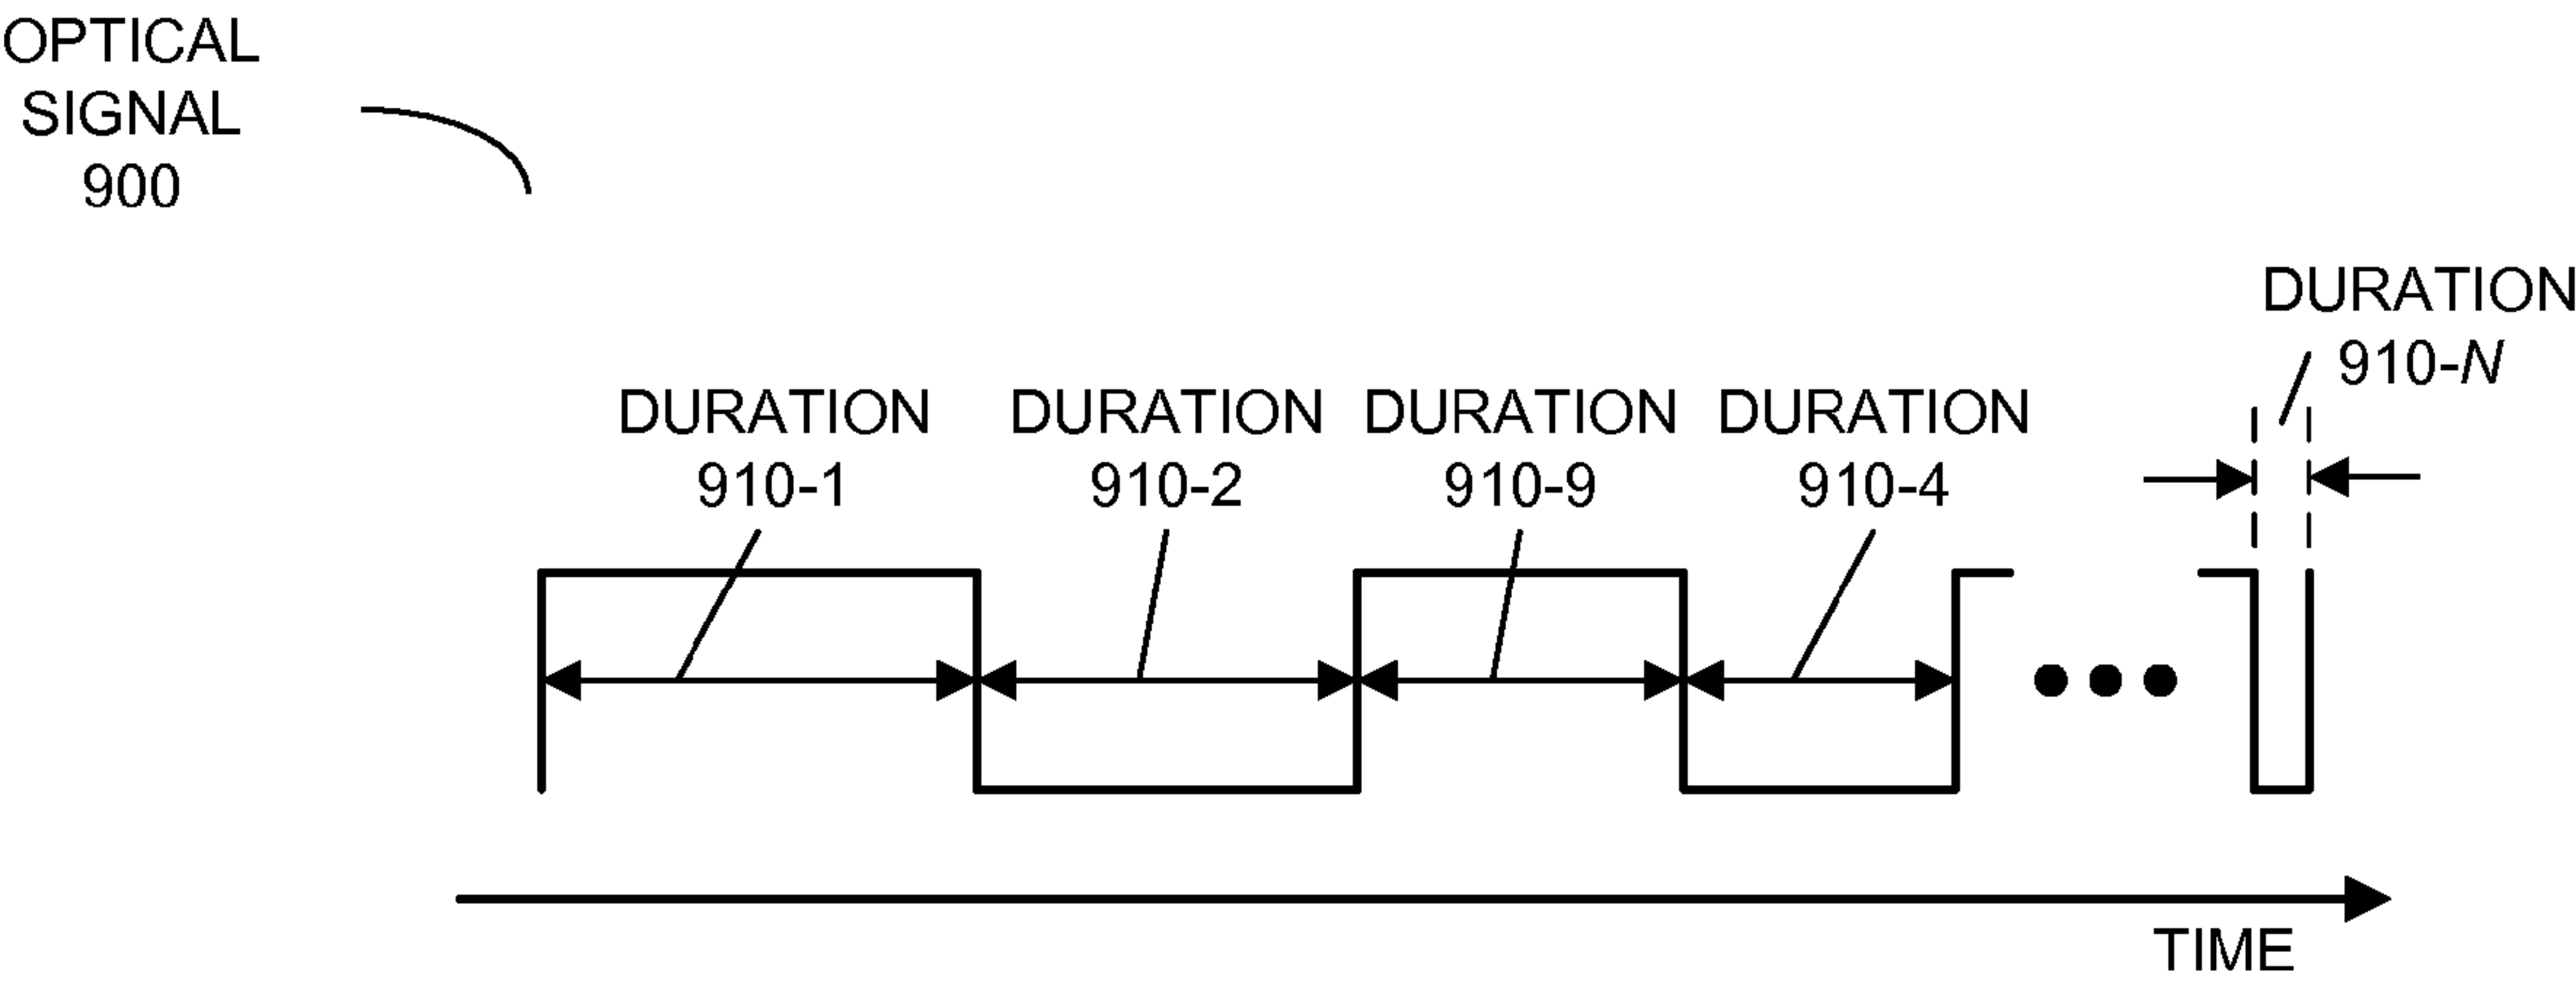 OPTICAL
SIGNAL
900
DURATION
910-N
DURATION DURATION DURATION DURATION
910-1 910-2 910-9 910-4
TIME